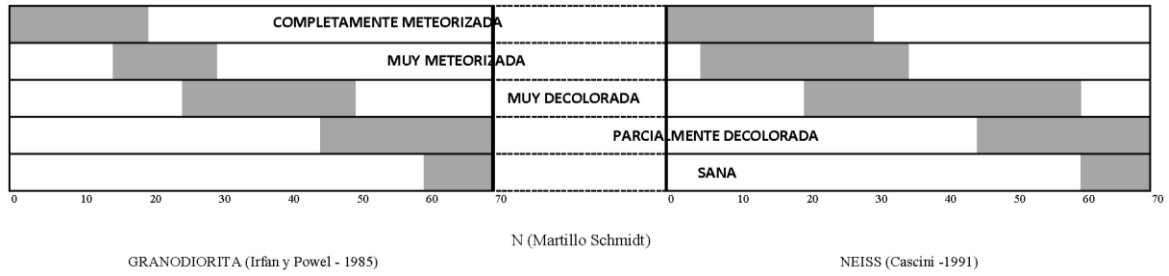 COMPLETAMENTE METEORIZADA
MUY METEORIZADA
MUY DECOLORADA
PARCIALMENTE DECOLORADA
SANA
0 10 20 30 40 50 60 70 0 10 20 30 40 50 60 70
N (Martillo Schmidt)
GRANODIORITA (Irfan y Powel - 1985) NEISS (Cascini -1991)